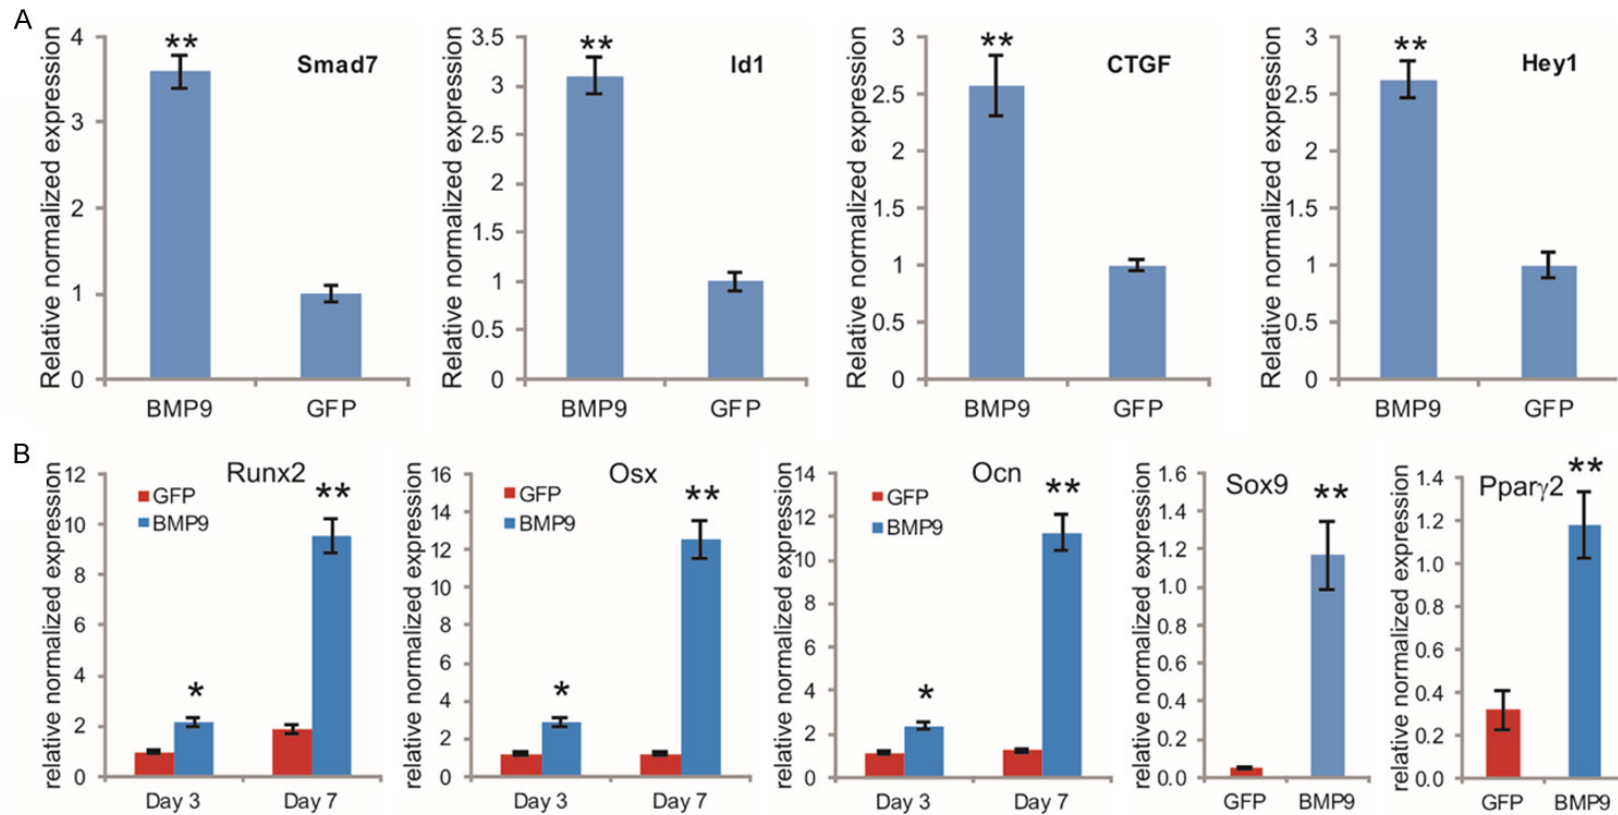 A
Relative normalized expression
4
3
2
1
0
**
Smad7
BMP9 GFP
Relative normalized expression
3.5
3
2.5
2
1.5
1
0.5
0
**
Id1
BMP9 GFP
Relative normalized expression
3
2.5
2
1.5
1
0.5
0
**
CTGF
BMP9 GFP
Relative normalized expression
3
2.5
2
1.5
1
0.5
0
**
Hey1
BMP9 GFP
B
relative normalized expression
12
10
8
6
4
2
0
Runx2
GFP
BMP9
*
**
Day 3 Day 7
relative normalized expression
16
14
12
10
8
6
4
2
0
Osx
GFP
BMP9
*
**
Day 3 Day 7
relative normalized expression
14
12
10
8
6
4
2
0
Ocn
GFP
BMP9
*
**
Day 3 Day 7
relative normalized expression
1.6
1.4
1.2
1.0
0.8
0.6
0.4
0.2
0.0
Sox9
**
GFP BMP9
relative normalized expression
1.4
1.2
1.0
0.8
0.6
0.4
0.2
0.0
Pparγ2
**
GFP BMP9